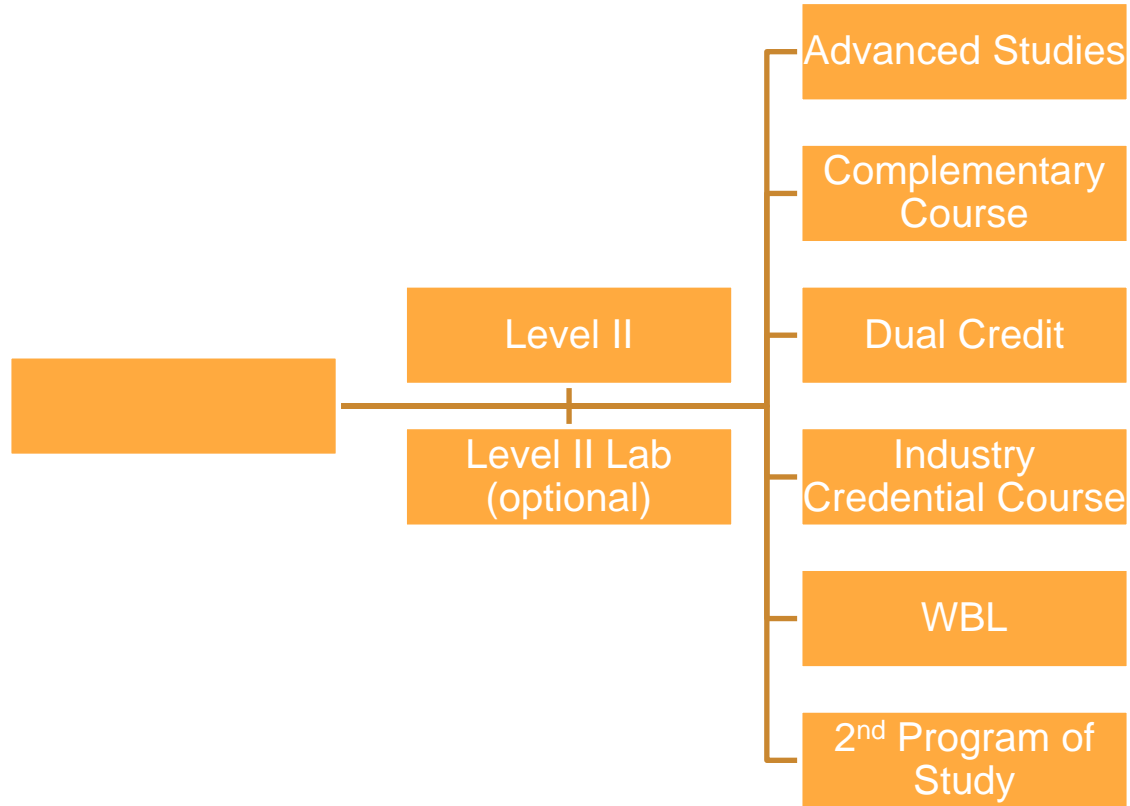 Advanced Studies
Complementary
Course
Level II
Dual Credit
Level II Lab
(optional)
Industry
Credential Course
WBL
2nd Program of
Study